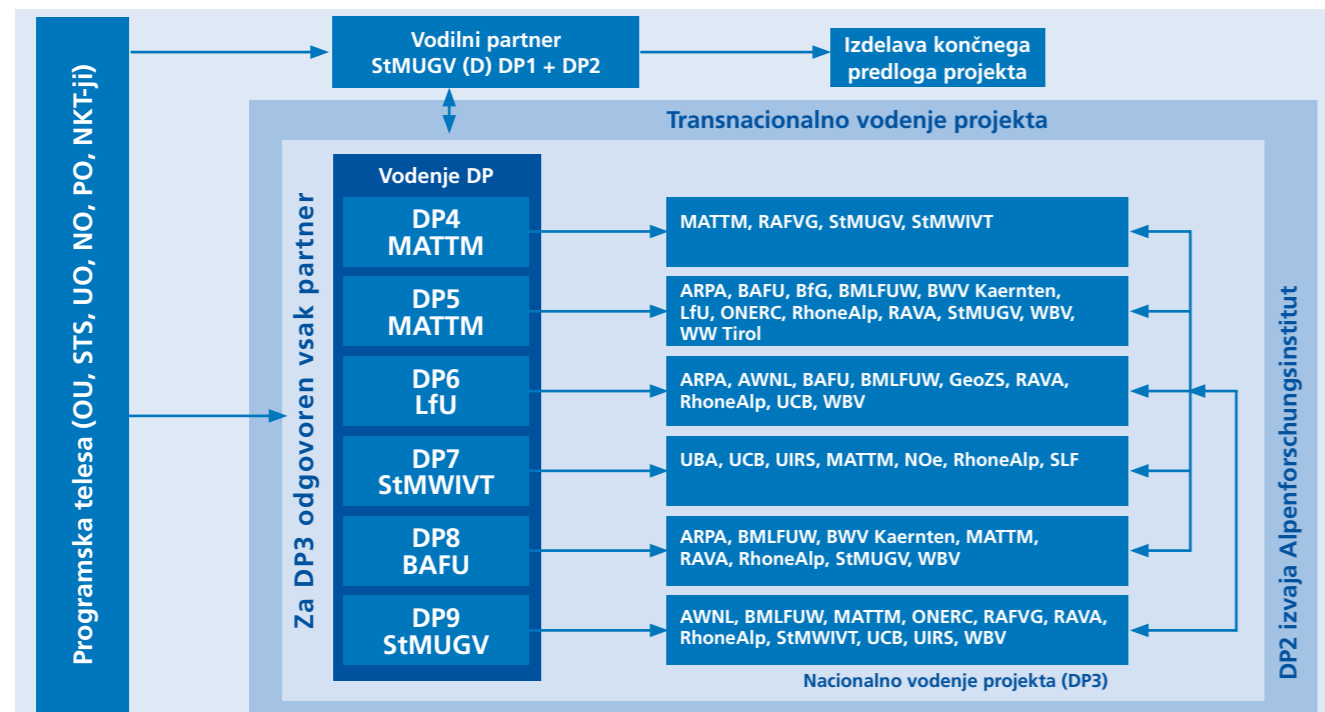 Programska telesa (OU, STS, UO, NO, PO, NKT-ji)
Vodilni partner
StMUGV (D) DP1 + DP2
Izdelava končnega
predloga projekta
Transnacionalno vodenje projekta
Za DP3 odgovoren vsak partner
Vodenje DP
DP4
MATTM
MATTM, RAFVG, StMUGV, StMWIVT
DP5
MATTM
ARPA, BAFU, BfG, BMLFUW, BWV Kaernten,
LfU, ONERC, RhoneAlp, RAVA, StMUGV, WBV,
WW Tirol
DP6
LfU
ARPA, AWNL, BAFU, BMLFUW, GeoZS, RAVA,
RhoneAlp, UCB, WBV
DP7
StMWIVT
UBA, UCB, UIRS, MATTM, NOe, RhoneAlp, SLF
DP8
BAFU
ARPA, BMLFUW, BWV Kaernten, MATTM,
RAVA, RhoneAlp, StMUGV, WBV
DP9
StMUGV
AWNL, BMLFUW, MATTM, ONERC, RAFVG, RAVA,
RhoneAlp, StMWIVT, UCB, UIRS, WBV
Nacionalno vodenje projekta (DP3)
DP2 izvaja Alpenforschungsinstitut